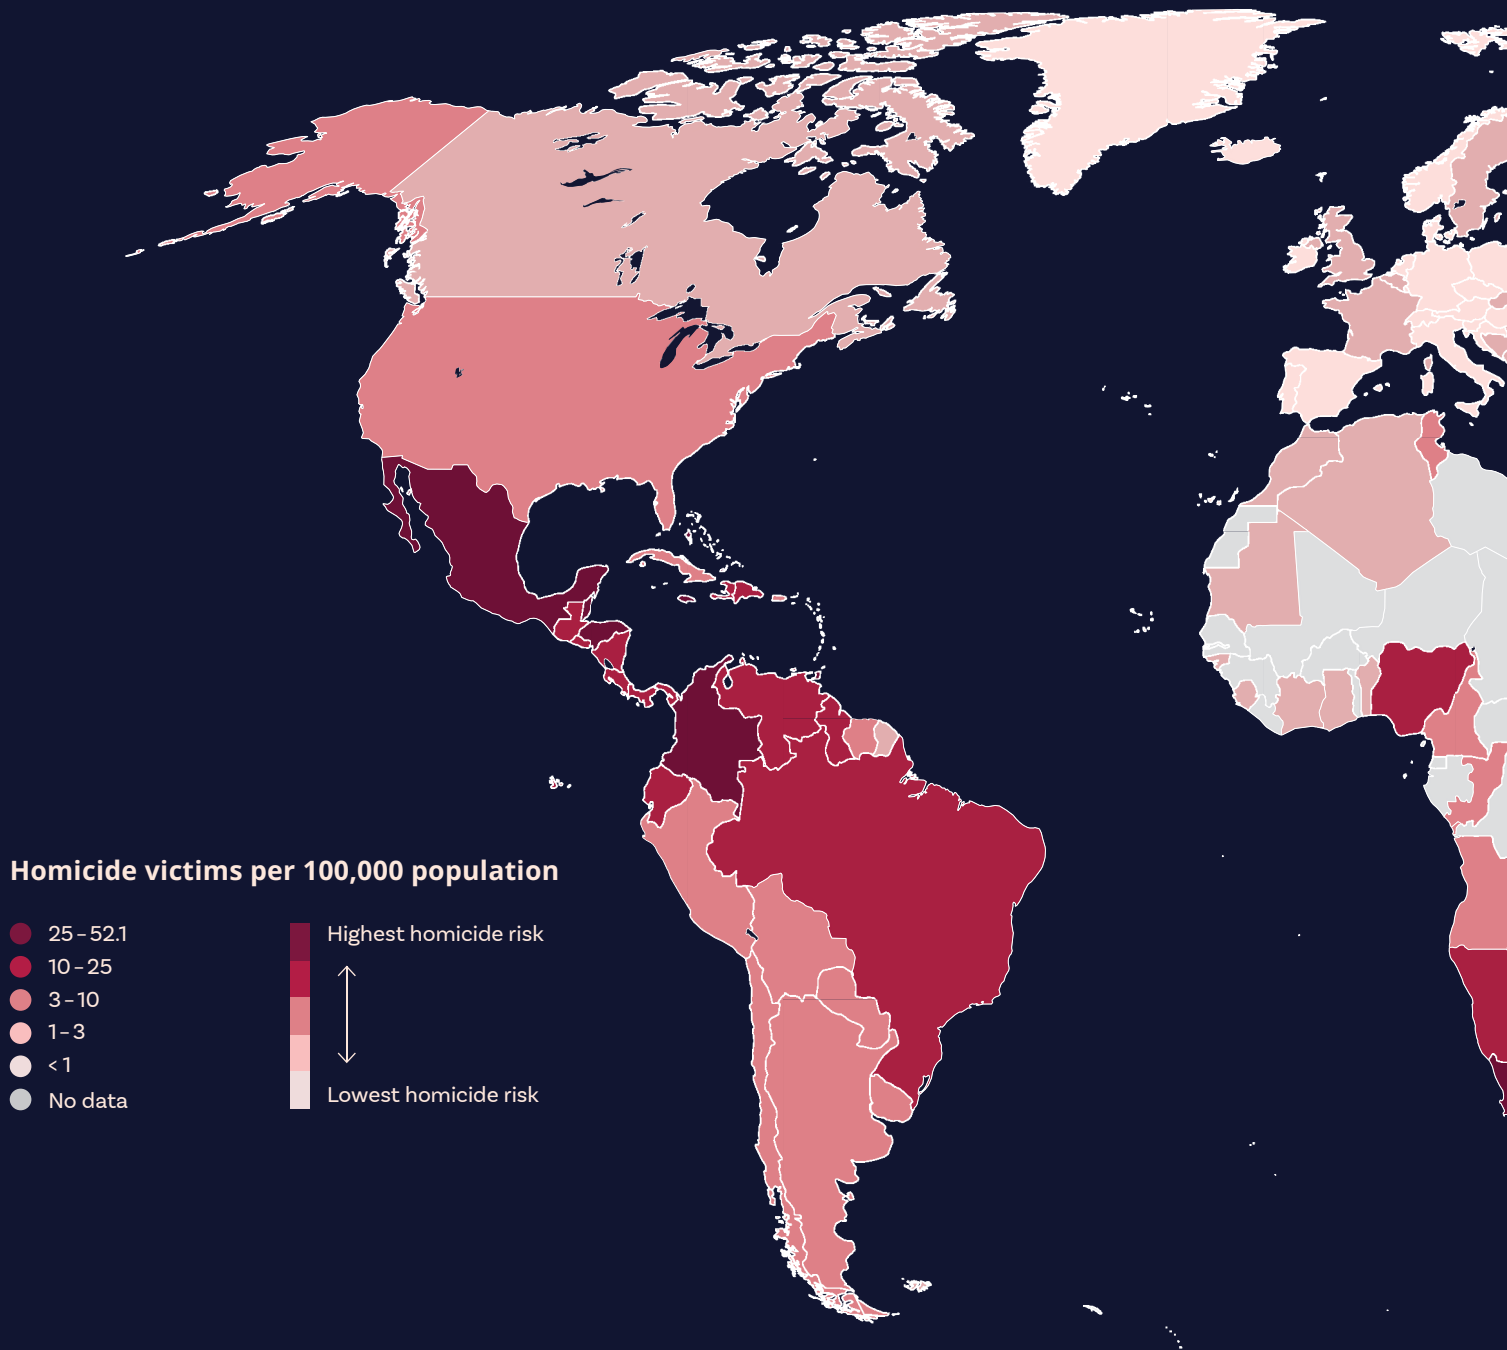 Homicide victims per 100,000 population
25–52.1
10–25
3–10
1–3
< 1
No data
Highest homicide risk
Lowest homicide risk